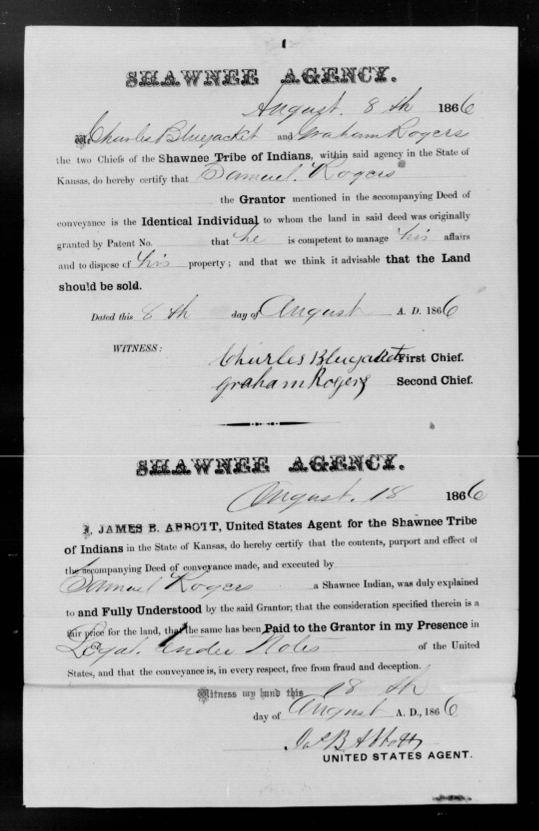 SHAWNEE AGENCY.
August. 8th 1866
We Charles Bluejacket and Graham Rogers
the two Chiefs of the Shawnee Tribe of Indians, within said agency in the State of
Kansas, do hereby certify that Samuel. Rogers
the Grantor mentioned in the accompanying Deed of
conveyance is the Identical Individual to whom the land in said deed was originally
granted by Patent No. that he is competent to manage his affairs
and to dispose of his property; and that we think it advisable that the Land
should be sold.
Dated this 8th day of August A. D. 1866
WITNESS:
Charles Bluejacket First Chief.
Graham Rogers Second Chief.
SHAWNEE AGENCY.
August. 18 1866
I, JAMES B. ABBOTT, United States Agent for the Shawnee Tribe
of Indians in the State of Kansas, do hereby certify that the contents, purport and effect of
the accompanying Deed of conveyance made, and executed by
Samuel Rogers a Shawnee Indian, was duly explained
to and Fully Understood by the said Grantor; that the consideration specified therein is a
fair price for the land, that the same has been Paid to the Grantor in my Presence in
Legal Tender Notes of the United
States, and that the conveyance is, in every respect, free from fraud and deception.
Witness my hand this 18th
day of August A. D., 1866
Jas B. Abbott
UNITED STATES AGENT.